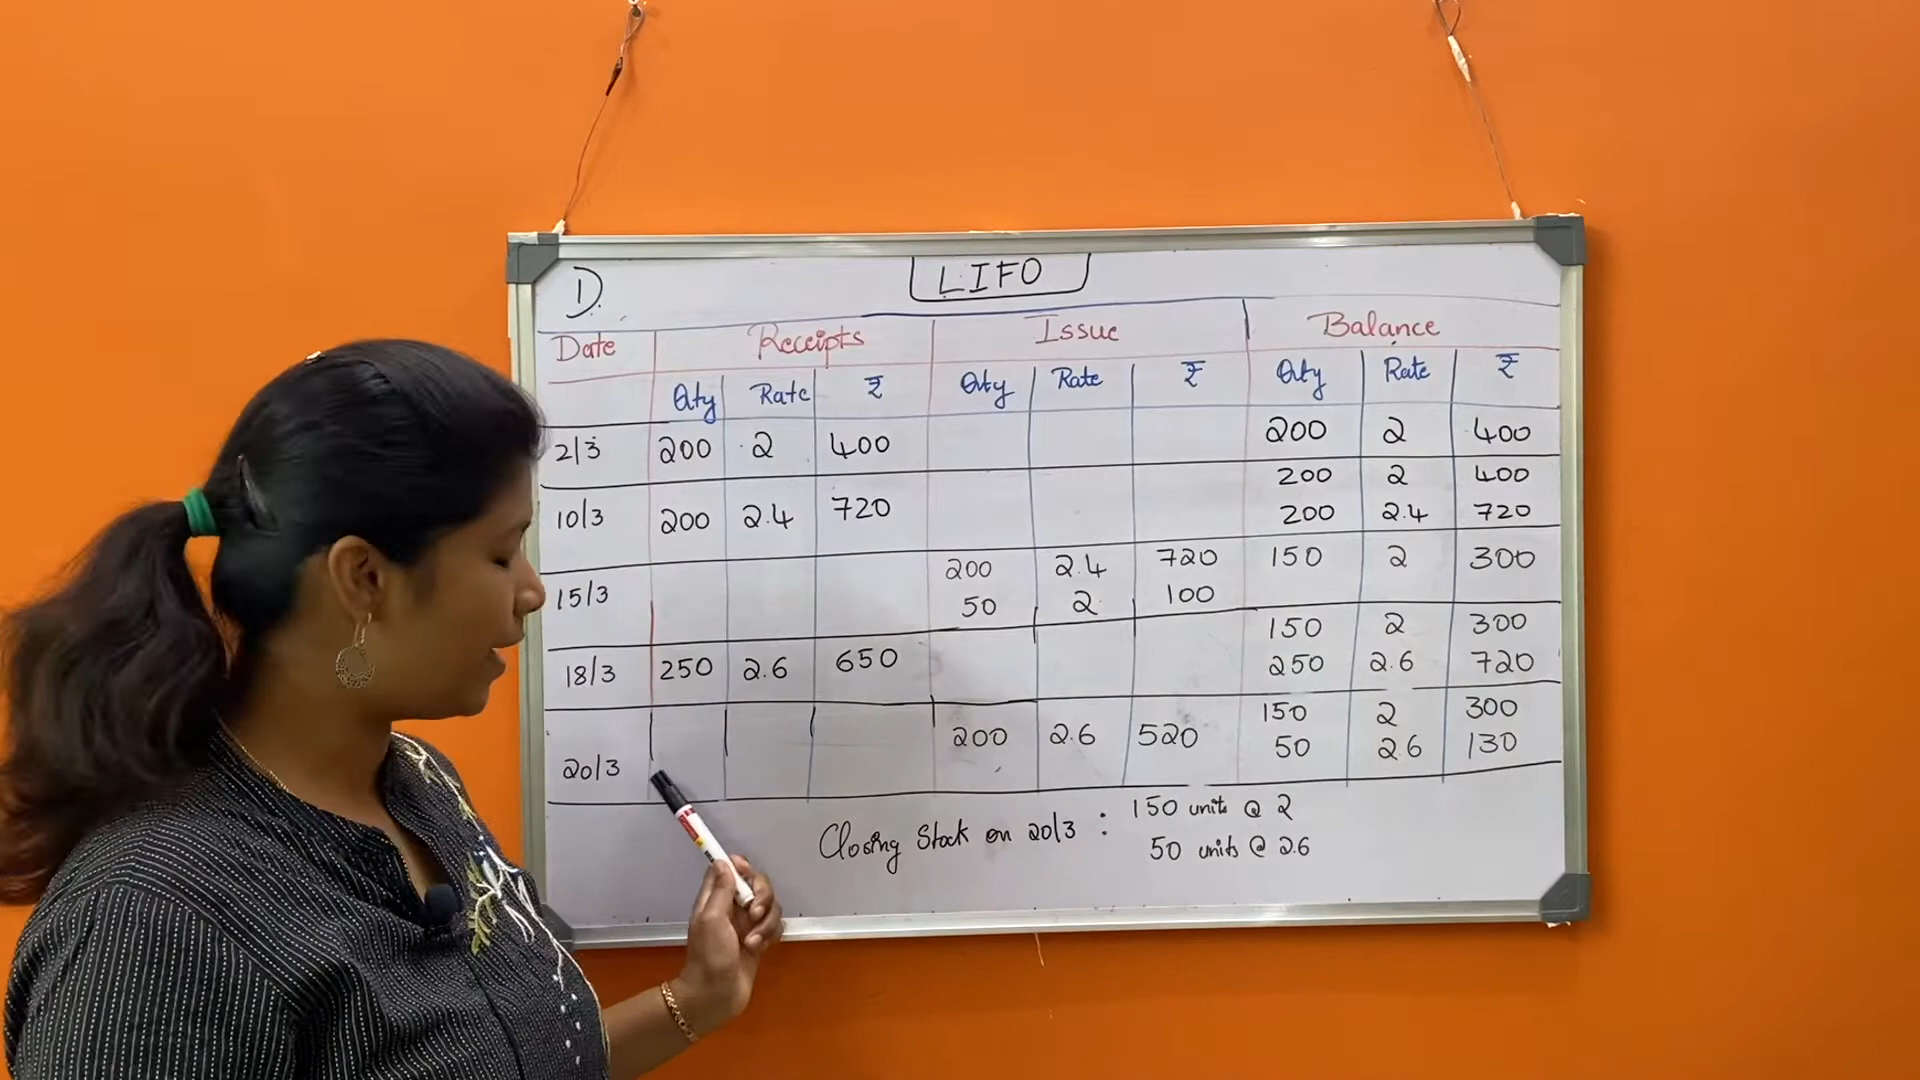 1)
LIFO
Date Receipts Issue Balance
Qty Rate ₹ Qty Rate ₹ Qty Rate ₹
2/3 200 2 400 200 2 400
200 2 400
10/3 200 2.4 720 200 2.4 720
200 2.4 720 150 2 300
15/3 50 2 100
150 2 300
18/3 250 2.6 650 250 2.6 720
150 2 300
20/3 200 2.6 520 50 2.6 130
Closing Stock on 20/3 : 150 units @ 2
50 units @ 2.6